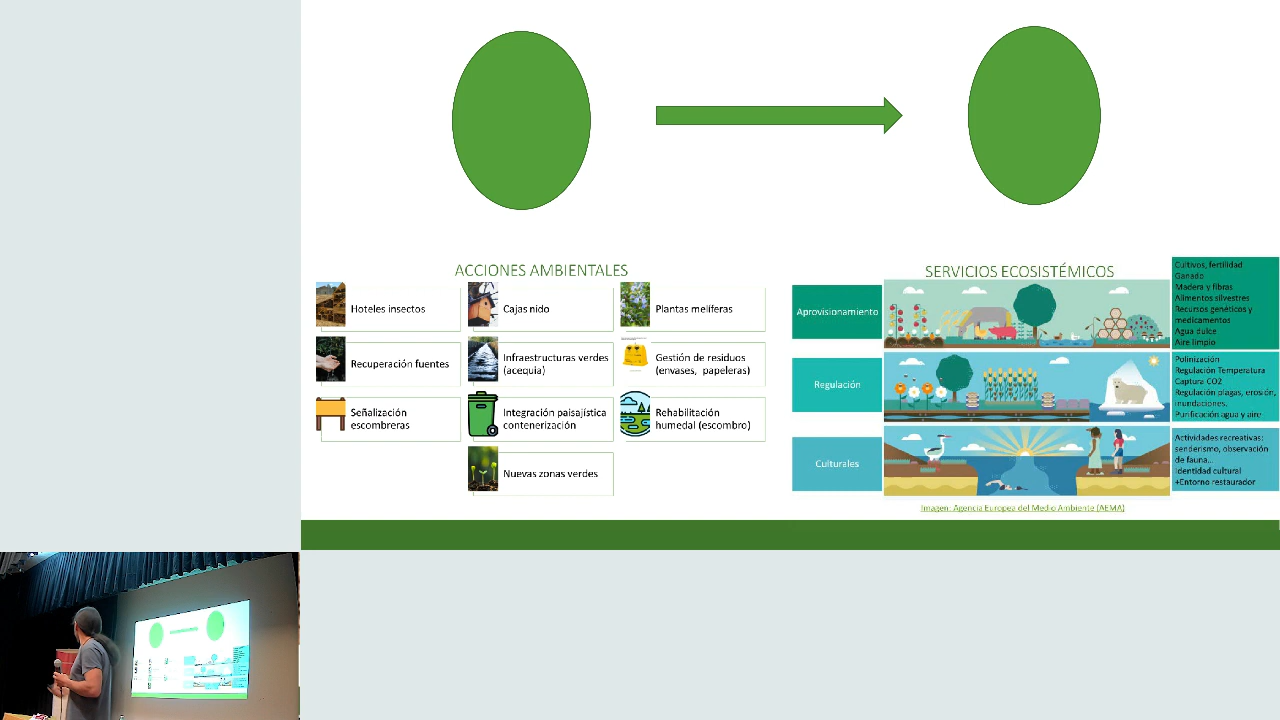 ACCIONES AMBIENTALES
Hoteles insectos
Cajas nido
Plantas melíferas
Recuperación fuentes
Infraestructuras verdes
(acequia)
Gestión de residuos
(envases, papeleras)
Señalización
escombreras
Integración paisajística
contenerización
Rehabilitación
humedal (escombro)
Nuevas zonas verdes
SERVICIOS ECOSISTÉMICOS
Aprovisionamiento
Cultivos, fertilidad
Ganado
Madera y fibras
Alimentos silvestres
Recursos genéticos y
medicamentos
Agua dulce
Aire limpio
Regulación
Polinización
Regulación Temperatura
Captura CO2
Regulación plagas, erosión,
inundaciones.
Purificación agua y aire
Culturales
Actividades recreativas:
senderismo, observación
de fauna...
Identidad cultural
+Entorno restaurador
Imagen: Agencia Europea del Medio Ambiente (AEMA)